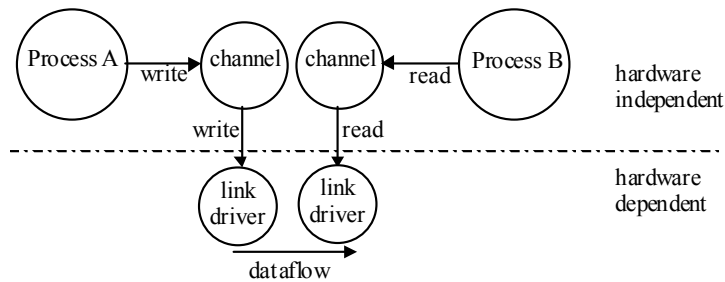 Process A
write
channel
channel
read
Process B
hardware
independent
write
read
link
driver
link
driver
hardware
dependent
dataflow